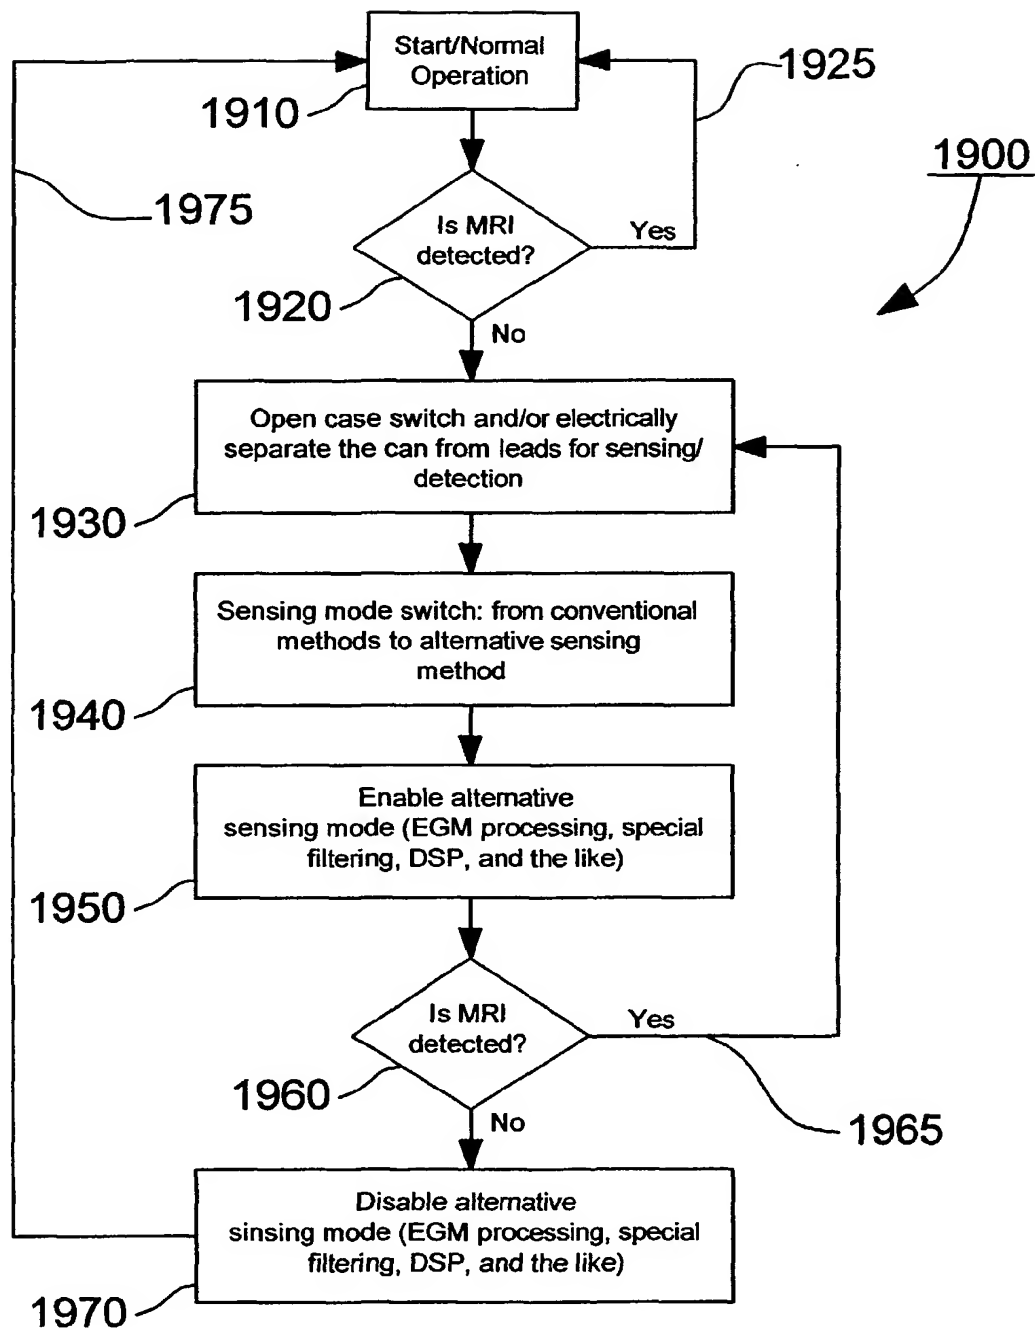 Start/Normal
Operation
1910
1925
1900
1975
Is MRI
detected?
Yes
1920
No
Open case switch and/or electrically
separate the can from leads for sensing/
detection
1930
Sensing mode switch: from conventional
methods to alternative sensing
method
1940
Enable alternative
sensing mode (EGM processing, special
filtering, DSP, and the like)
1950
Is MRI
detected?
Yes
1960
1965
No
Disable alternative
sinsing mode (EGM processing, special
filtering, DSP, and the like)
1970